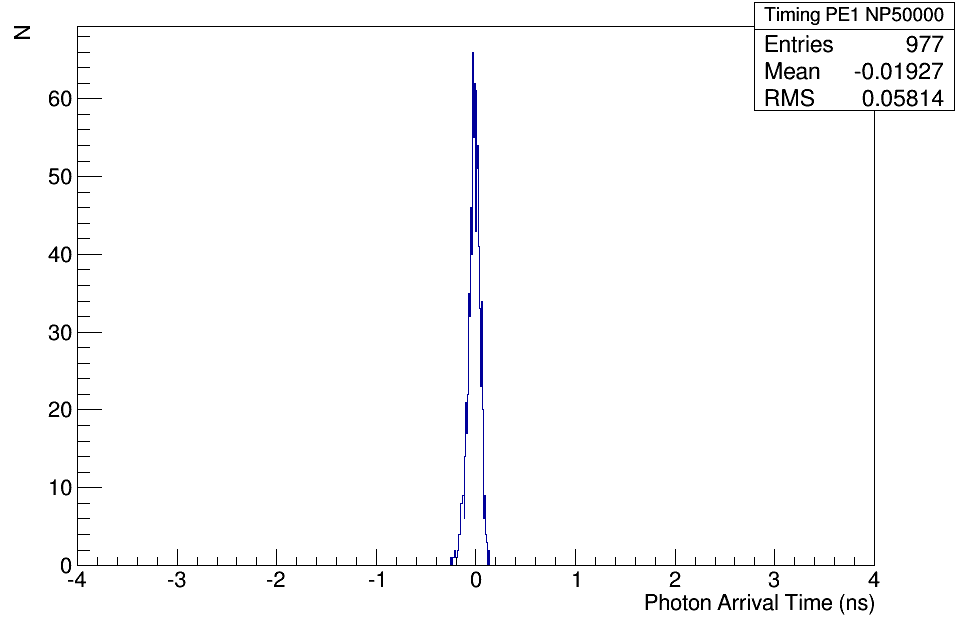 Timing PE1 NP50000
Entries 977
Mean -0.01927
RMS 0.05814
N
60
50
40
30
20
10
0
-4 -3 -2 -1 0 1 2 3 4
Photon Arrival Time (ns)